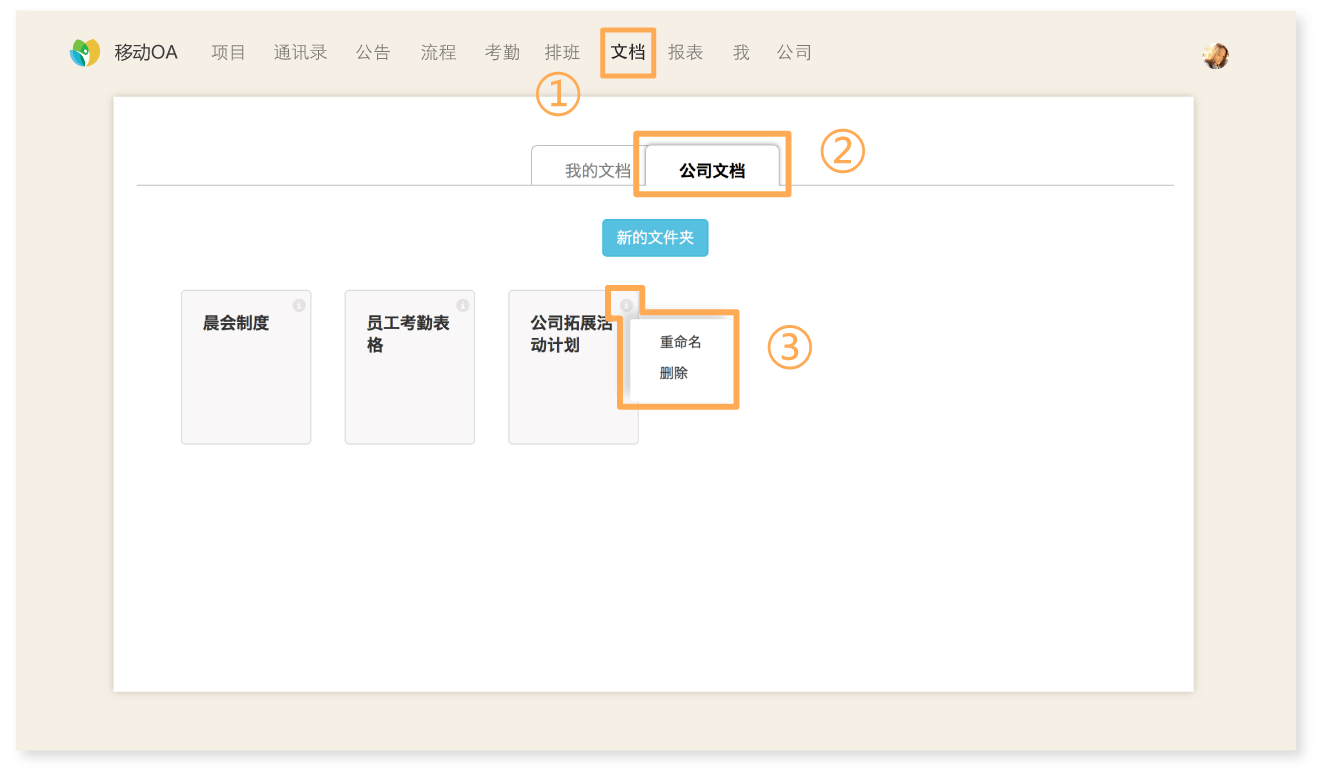 移动OA 项目 通讯录 公告 流程 考勤 排班 文档 报表 我 公司
①
②
我的文档 公司文档
新的文件夹
晨会制度
员工考勤表
格
公司拓展活
动计划
重命名
删除
③